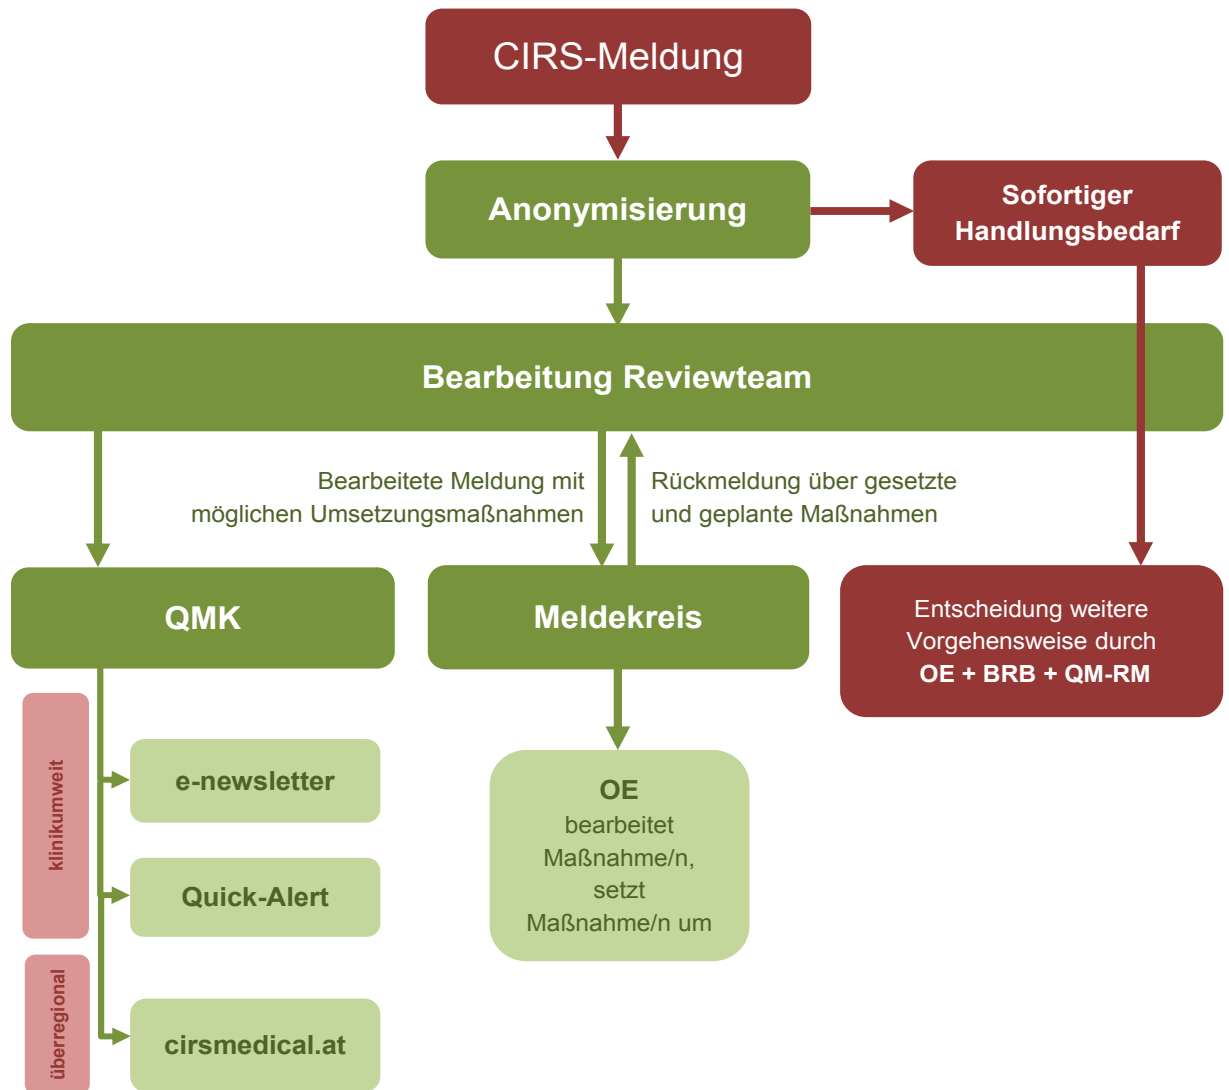 CIRS-Meldung
Anonymisierung
Sofortiger
Handlungsbedarf
Bearbeitung Reviewteam
Bearbeitete Meldung mit
möglichen Umsetzungsmaßnahmen
Rückmeldung über gesetzte
und geplante Maßnahmen
QMK
Meldekreis
Entscheidung weitere
Vorgehensweise durch
OE + BRB + QM-RM
klinikumweit
e-newsletter
Quick-Alert
OE
bearbeitet
Maßnahme/n,
setzt
Maßnahme/n um
überregional
cirsmedical.at